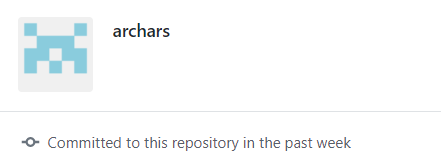 archars
Committed to this repository in the past week